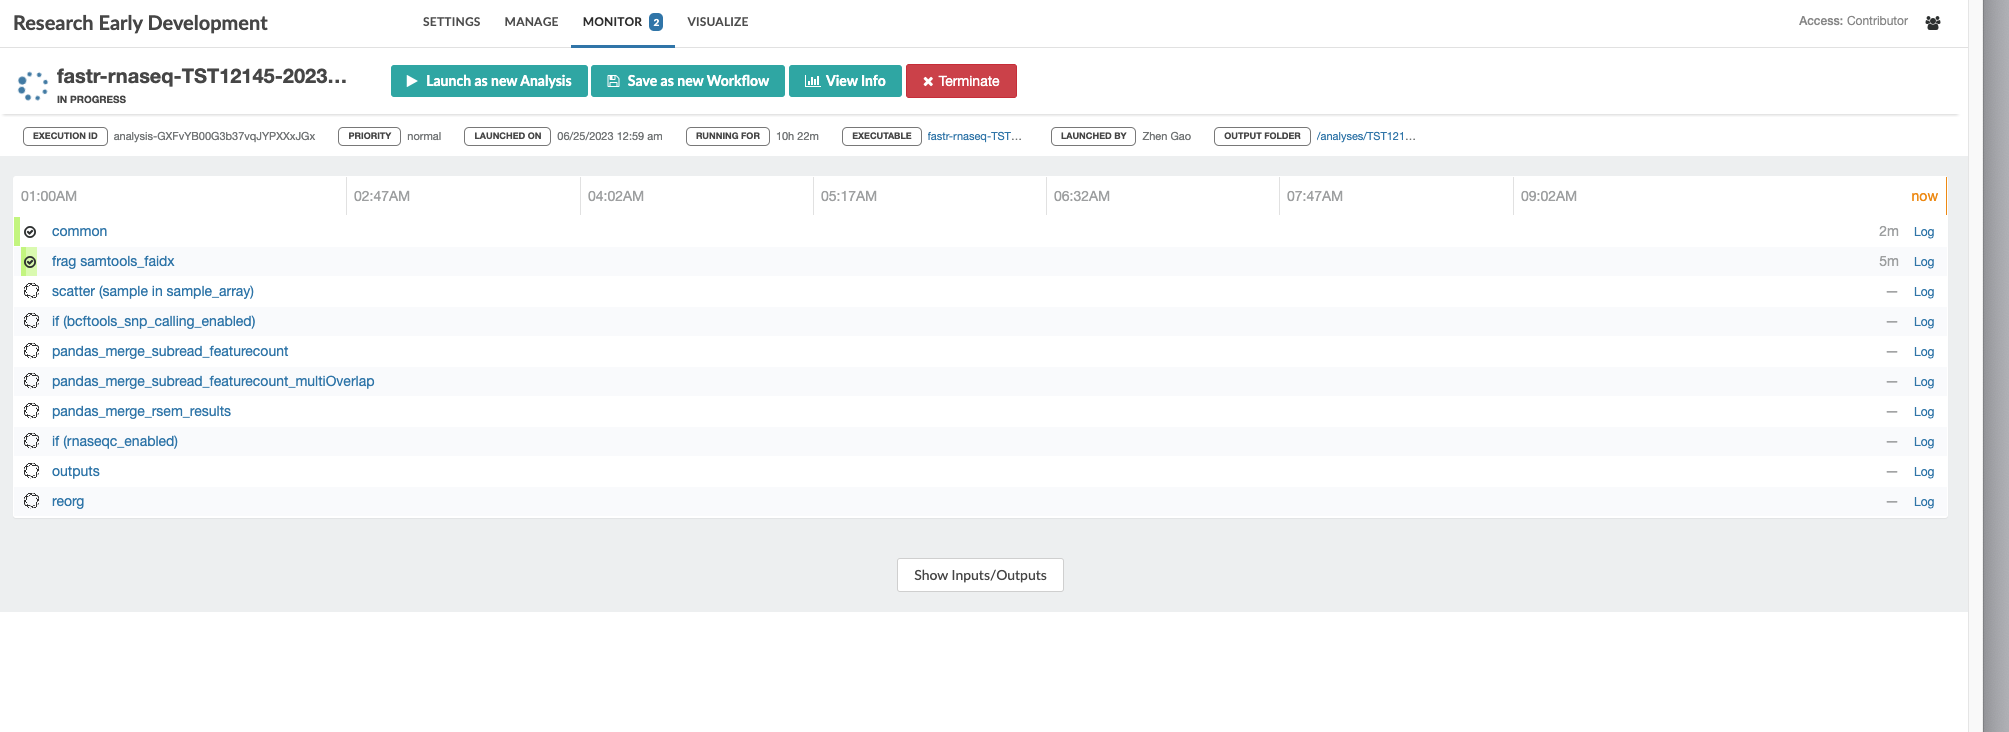 Research Early Development
SETTINGS MANAGE MONITOR 2 VISUALIZE
Access: Contributor
fastr-rnaseq-TST12145-2023...
IN PROGRESS
Launch as new Analysis Save as new Workflow View Info Terminate
EXECUTION ID analysis-GXFvYB00G3b37vqJYPXXxJGx PRIORITY normal LAUNCHED ON 06/25/2023 12:59 am RUNNING FOR 10h 22m EXECUTABLE fastr-rnaseq-TST... LAUNCHED BY Zhen Gao OUTPUT FOLDER /analyses/TST121...
01:00AM 02:47AM 04:02AM 05:17AM 06:32AM 07:47AM 09:02AM now
common 2m Log
frag samtools_faidx 5m Log
scatter (sample in sample_array) — Log
if (bcftools_snp_calling_enabled) — Log
pandas_merge_subread_featurecount — Log
pandas_merge_subread_featurecount_multiOverlap — Log
pandas_merge_rsem_results — Log
if (rnaseqc_enabled) — Log
outputs — Log
reorg — Log
Show Inputs/Outputs